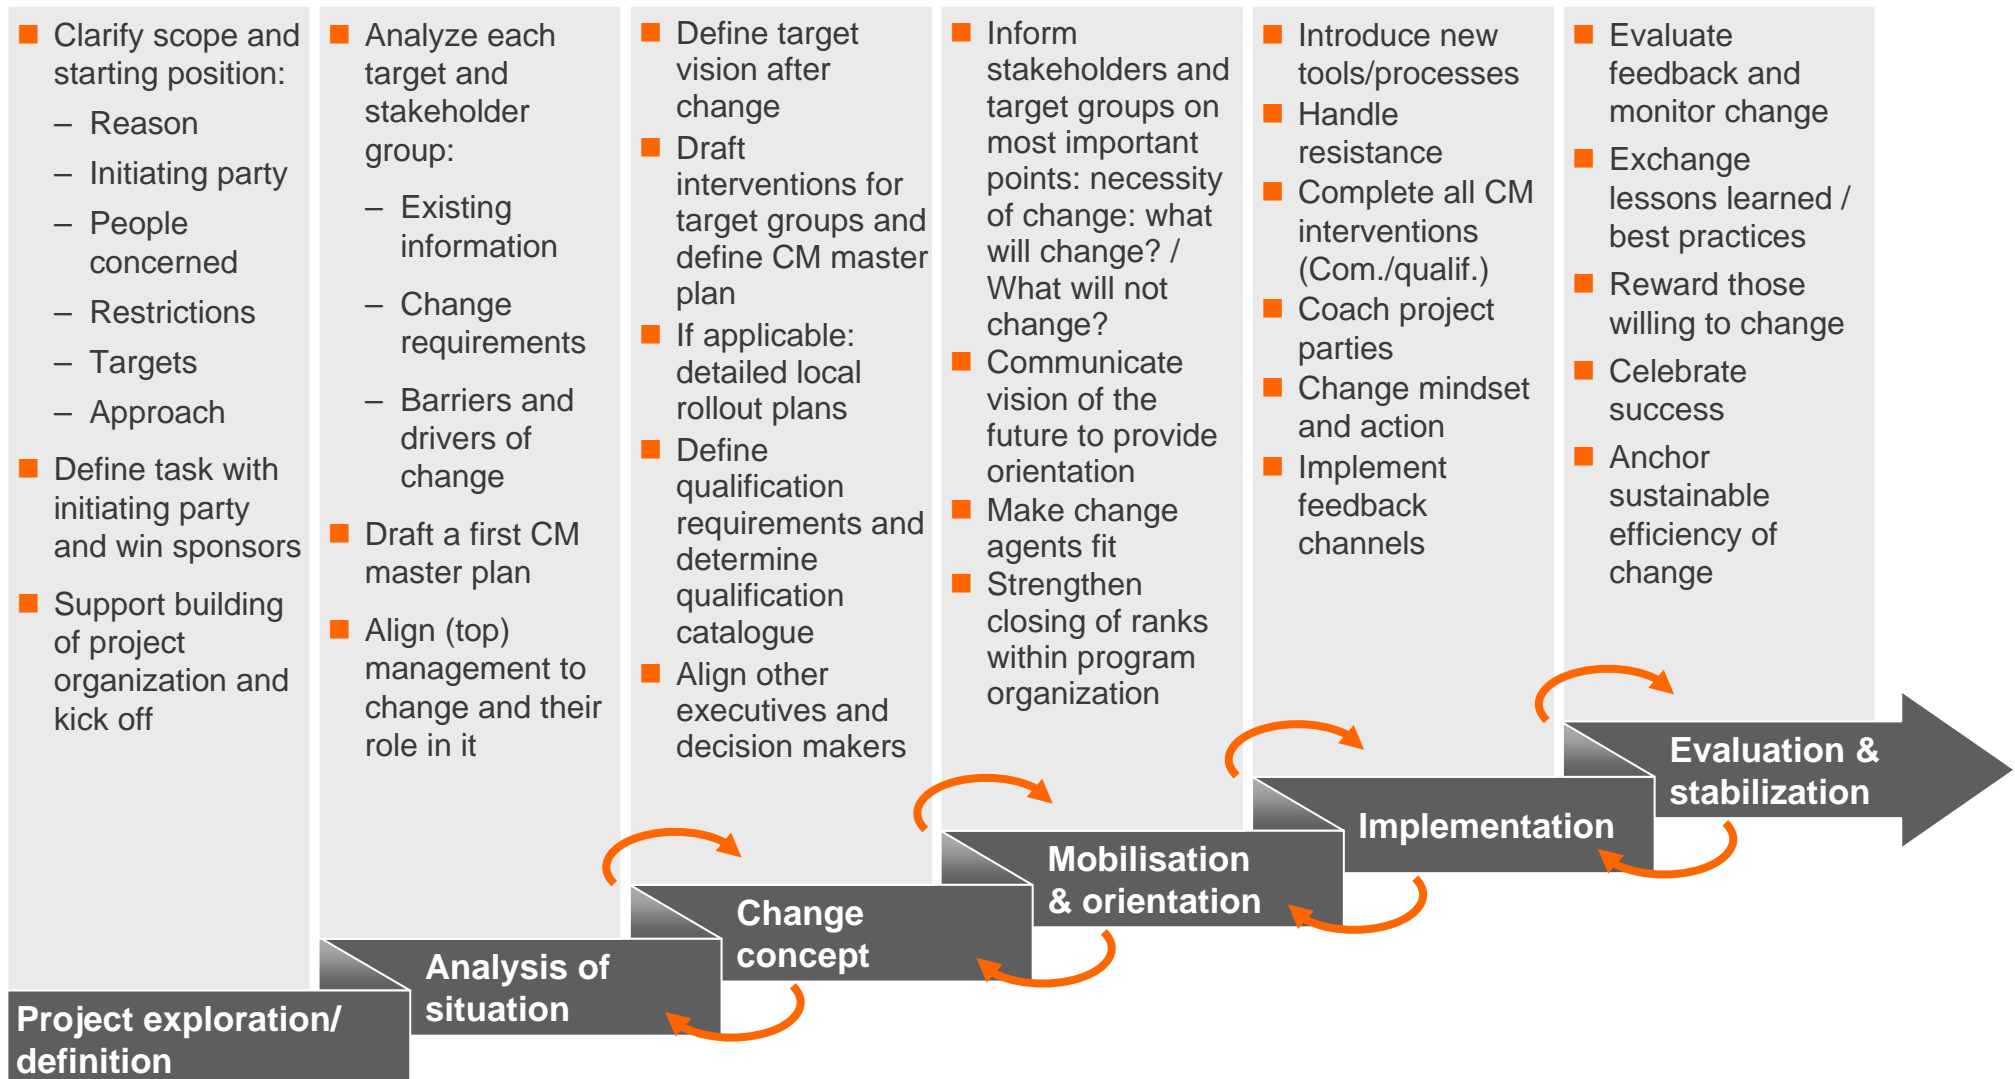 Clarify scope and
starting position:
– Reason
– Initiating party
– People
concerned
– Restrictions
– Targets
– Approach
Define task with
initiating party
and win sponsors
Support building
of project
organization and
kick off
Analyze each
target and
stakeholder
group:
– Existing
information
– Change
requirements
– Barriers and
drivers of
change
Draft a first CM
master plan
Align (top)
management to
change and their
role in it
Define target
vision after
change
Draft
interventions for
target groups and
define CM master
plan
If applicable:
detailed local
rollout plans
Define
qualification
requirements and
determine
qualification
catalogue
Align other
executives and
decision makers
Inform
stakeholders and
target groups on
most important
points: necessity
of change: what
will change? /
What will not
change?
Communicate
vision of the
future to provide
orientation
Make change
agents fit
Strengthen
closing of ranks
within program
organization
Introduce new
tools/processes
Handle
resistance
Complete all CM
interventions
(Com./qualif.)
Coach project
parties
Change mindset
and action
Implement
feedback
channels
Evaluate
feedback and
monitor change
Exchange
lessons learned /
best practices
Reward those
willing to change
Celebrate
success
Anchor
sustainable
efficiency of
change
Project exploration/
definition
Analysis of
situation
Change
concept
Mobilisation
& orientation
Implementation
Evaluation &
stabilization